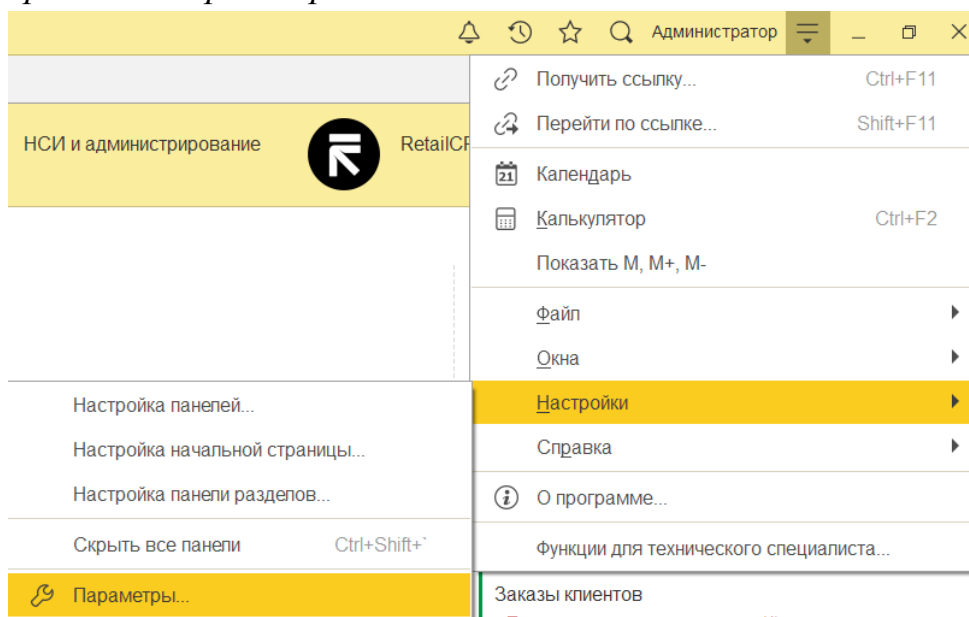 Администратор
Получить ссылку... Ctrl+F11
Перейти по ссылке... Shift+F11
НСИ и администрирование
RetailCR
21
Календарь
Калькулятор Ctrl+F2
Показать M, M+, M-
Файл
Окна
Настройки
Справка
О программе...
Функции для технического специалиста...
Настройка панелей...
Настройка начальной страницы...
Настройка панели разделов...
Скрыть все панели Ctrl+Shift+`
Параметры...
Заказы клиентов